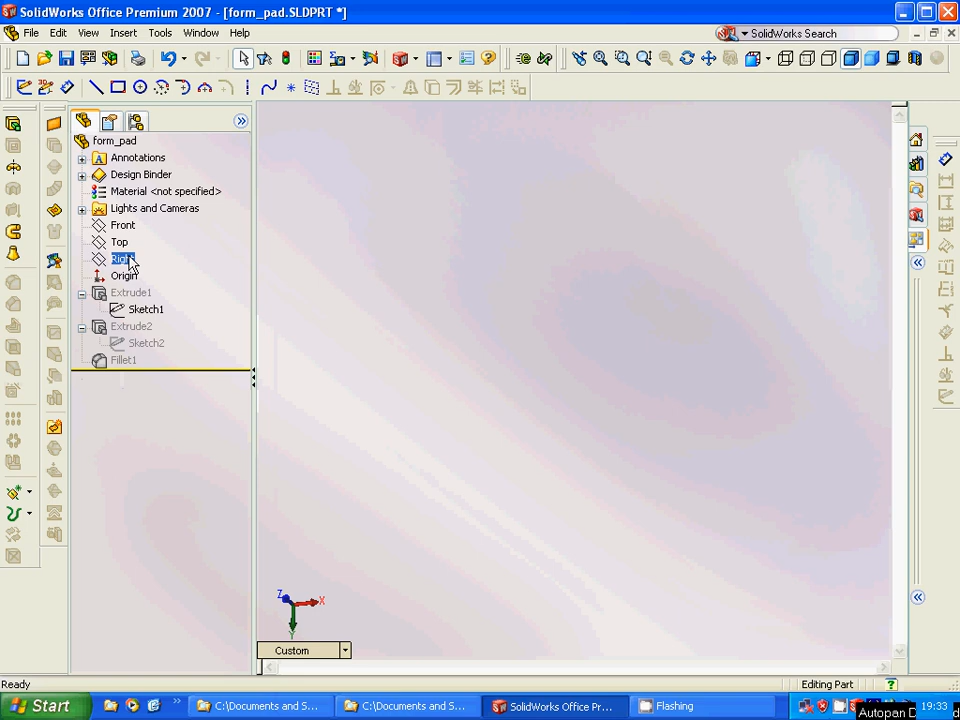 SolidWorks Office Premium 2007 - [form_pad.SLDPRT *]
File Edit View Insert Tools Window Help
SolidWorks Search
form_pad
Annotations
Design Binder
Material <not specified>
Lights and Cameras
Front
Top
Right
Origin
Extrude1
Sketch1
Extrude2
Sketch2
Fillet1
Z X
Y
Custom
Ready
Editing Part
Start
C:\Documents and S...
C:\Documents and S...
SolidWorks Office Pr...
Flashing
19:33
Autopan D